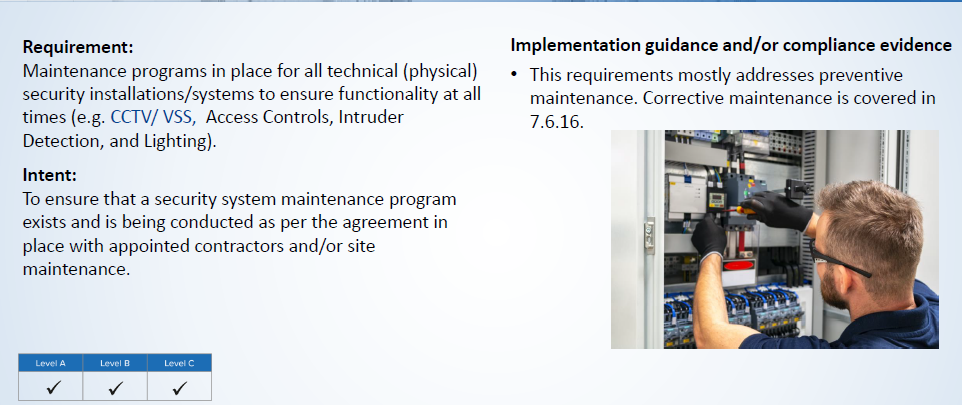 Requirement:
Maintenance programs in place for all technical (physical)
security installations/systems to ensure functionality at all
times (e.g. CCTV/ VSS, Access Controls, Intruder
Detection, and Lighting).
Intent:
To ensure that a security system maintenance program
exists and is being conducted as per the agreement in
place with appointed contractors and/or site
maintenance.
Implementation guidance and/or compliance evidence
• This requirements mostly addresses preventive
maintenance. Corrective maintenance is covered in
7.6.16.
Level A Level B Level C
✓ ✓ ✓